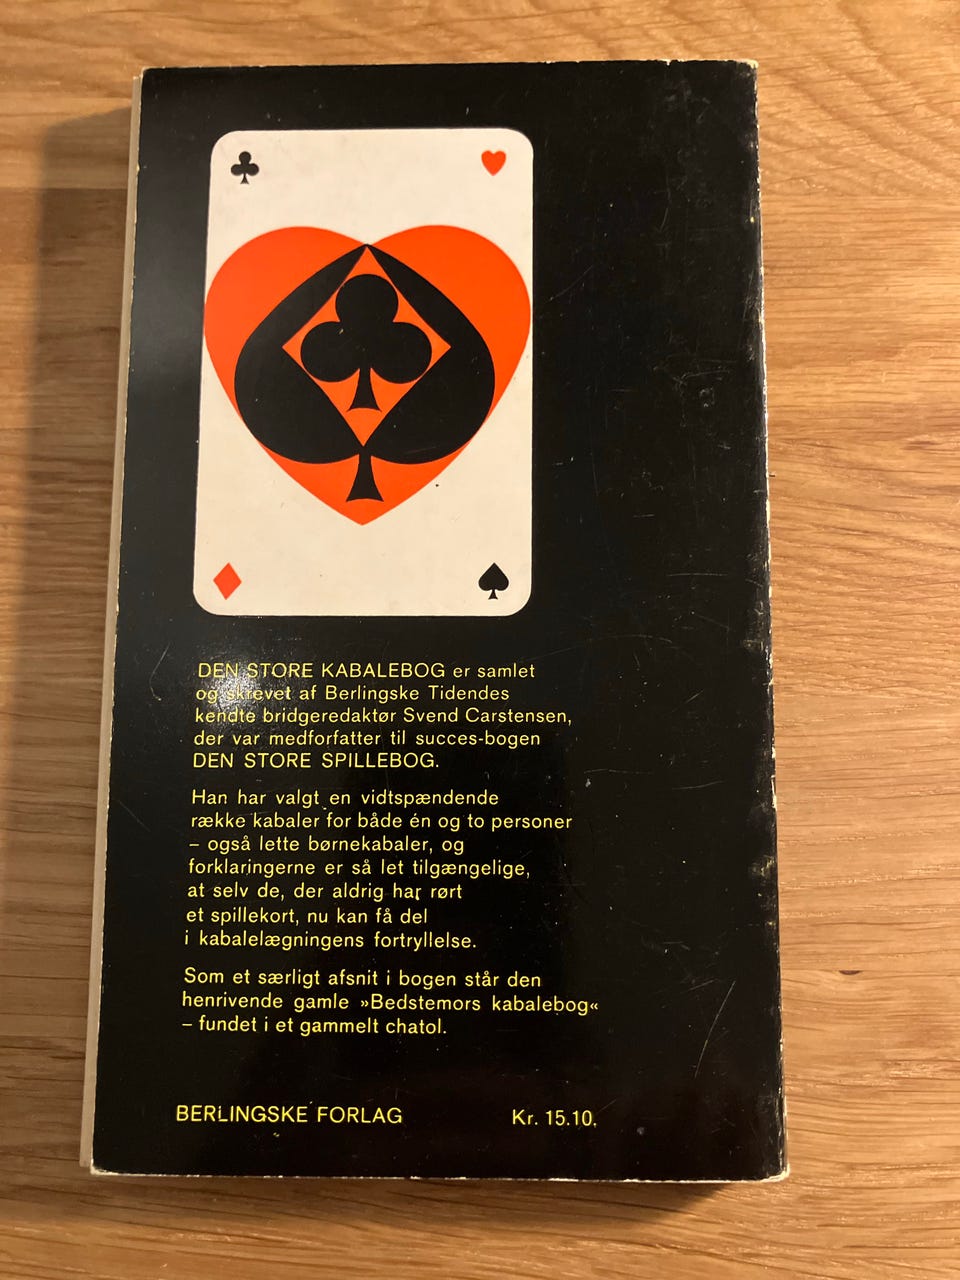 DEN STORE KABALEBOG er samlet
og skrevet af Berlingske Tidendes
kendte bridgeredaktør Svend Carstensen,
der var medforfatter til succes-bogen
DEN STORE SPILLEBOG.
Han har valgt en vidtspændende
række kabaler for både én og to personer
– også lette børnekabaler, og
forklaringerne er så let tilgængelige,
at selv de, der aldrig har rørt
et spillekort, nu kan få del
i kabalelægningens fortryllelse.
Som et særligt afsnit i bogen står den
henrivende gamle »Bedstemors kabalebog«
– fundet i et gammelt chatol.
BERLINGSKE FORLAG Kr. 15.10.